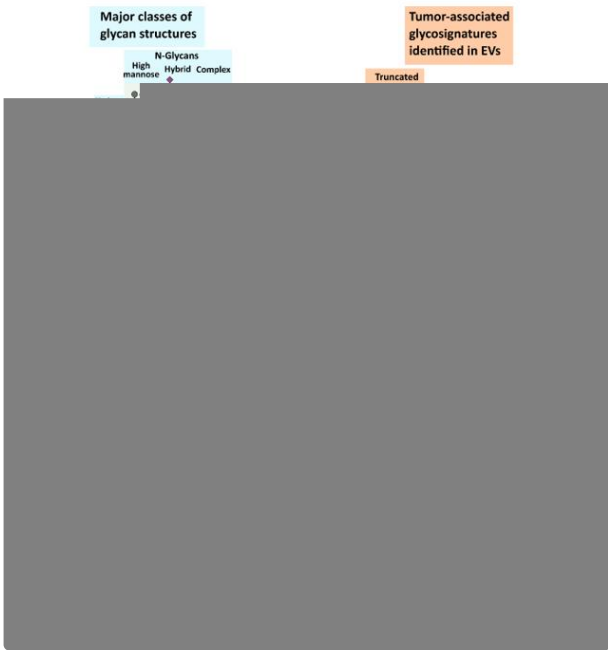 Major classes of
glycan structures
Tumor-associated
glycosignatures
identified in EVs
N-Glycans
High
mannose
Hybrid
Complex
Truncated